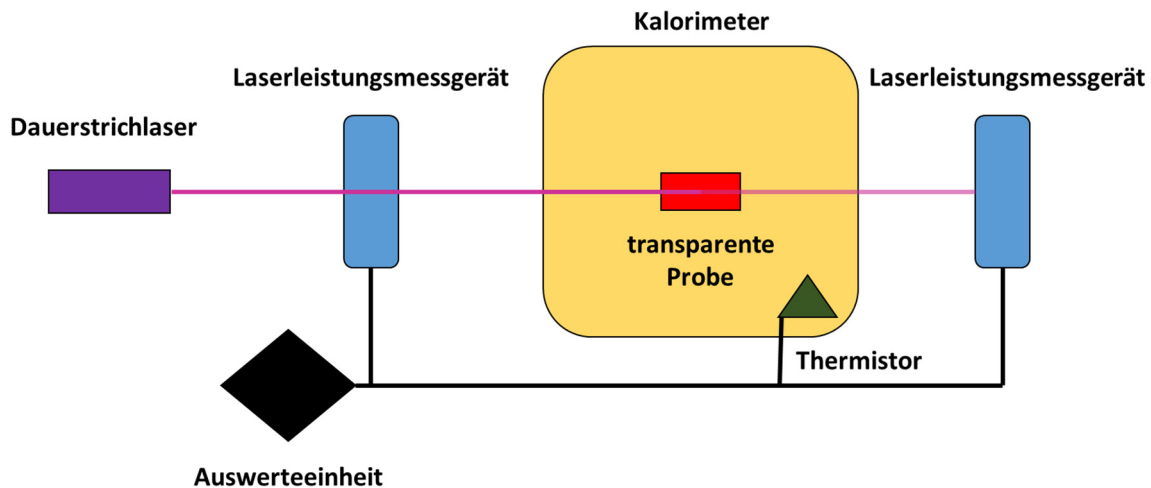 Kalorimeter
Laserleistungsmessgerät
Laserleistungsmessgerät
Dauerstrichlaser
transparente
Probe
Thermistor
Auswerteeinheit